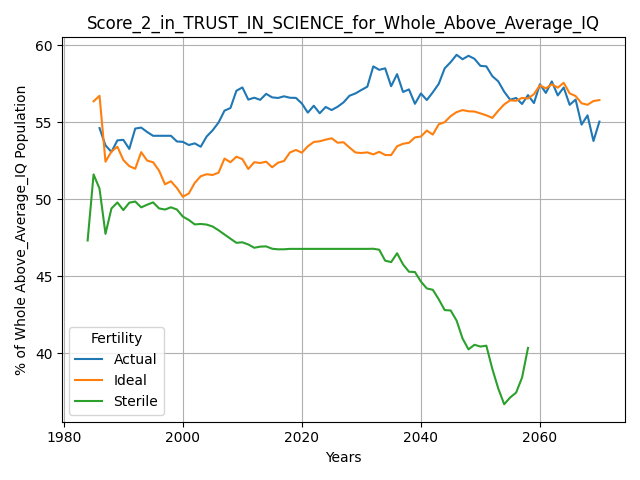 Score_2_in_TRUST_IN_SCIENCE_for_Whole_Above_Average_IQ
% of Whole Above_Average_IQ Population
60
55
50
45
40
Fertility
Actual
Ideal
Sterile
1980
2000
2020
2040
2060
Years